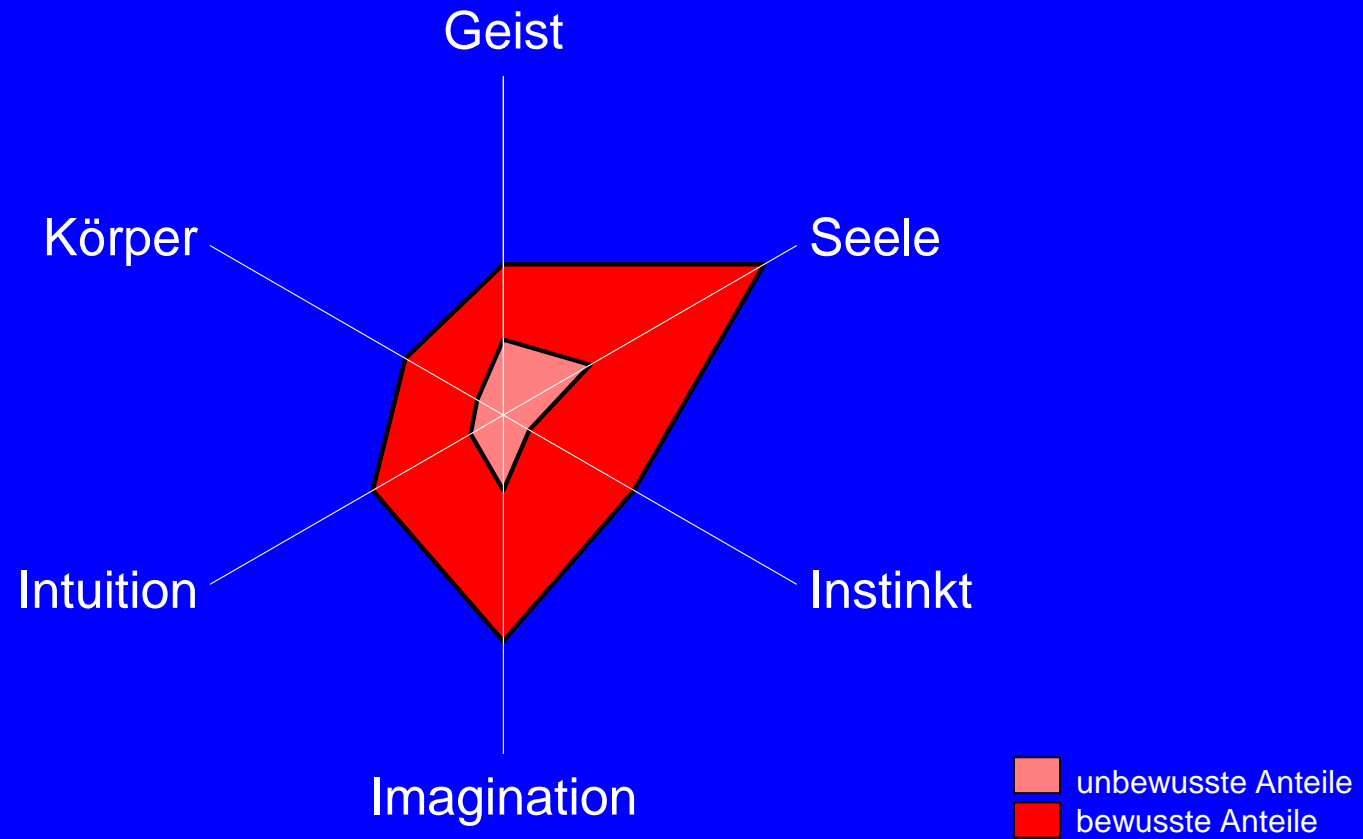 Geist
Körper
Seele
Intuition
Instinkt
Imagination
unbewusste Anteile
bewusste Anteile